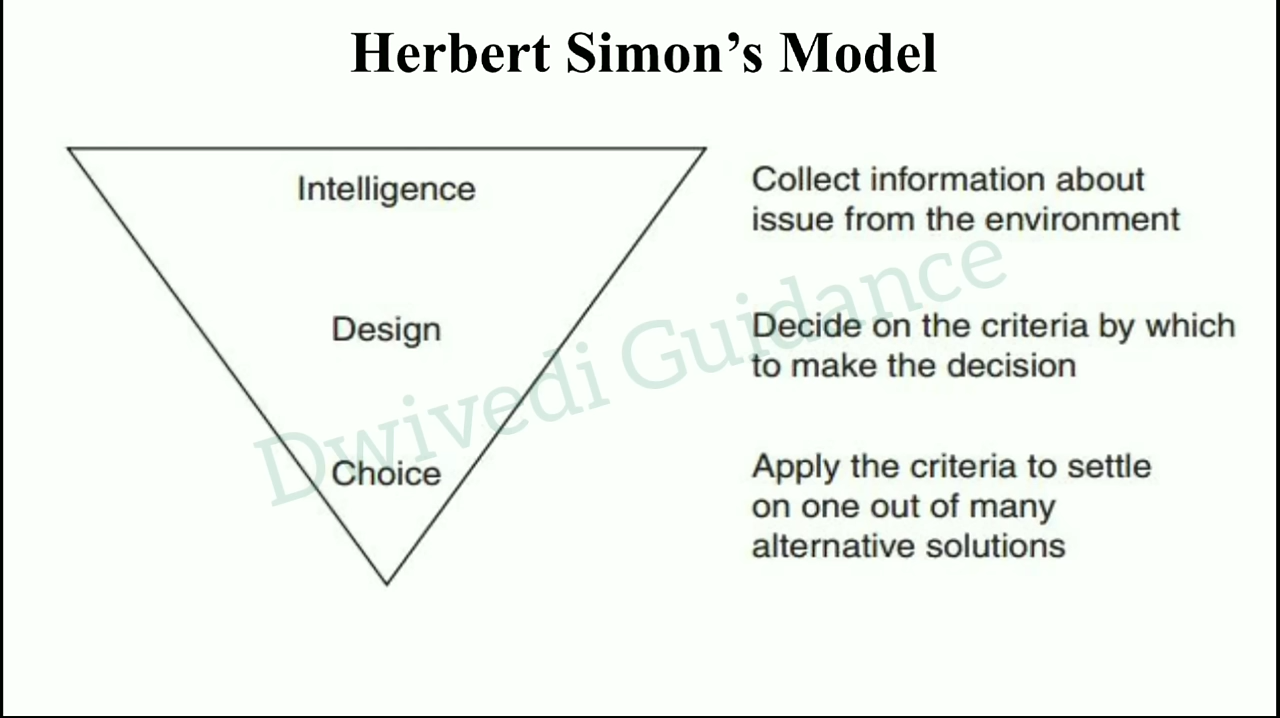 Herbert Simon’s Model
Intelligence
Collect information about
issue from the environment
Design
Decide on the criteria by which
to make the decision
Choice
Apply the criteria to settle
on one out of many
alternative solutions
Dwivedi Guidance